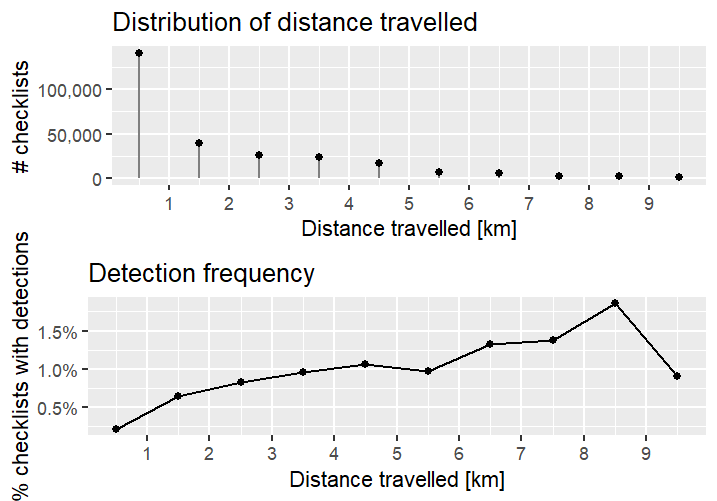 Distribution of distance travelled
# checklists
100,000
50,000
0
1 2 3 4 5 6 7 8 9
Distance travelled [km]
Detection frequency
% checklists with detections
1.5%
1.0%
0.5%
1 2 3 4 5 6 7 8 9
Distance travelled [km]